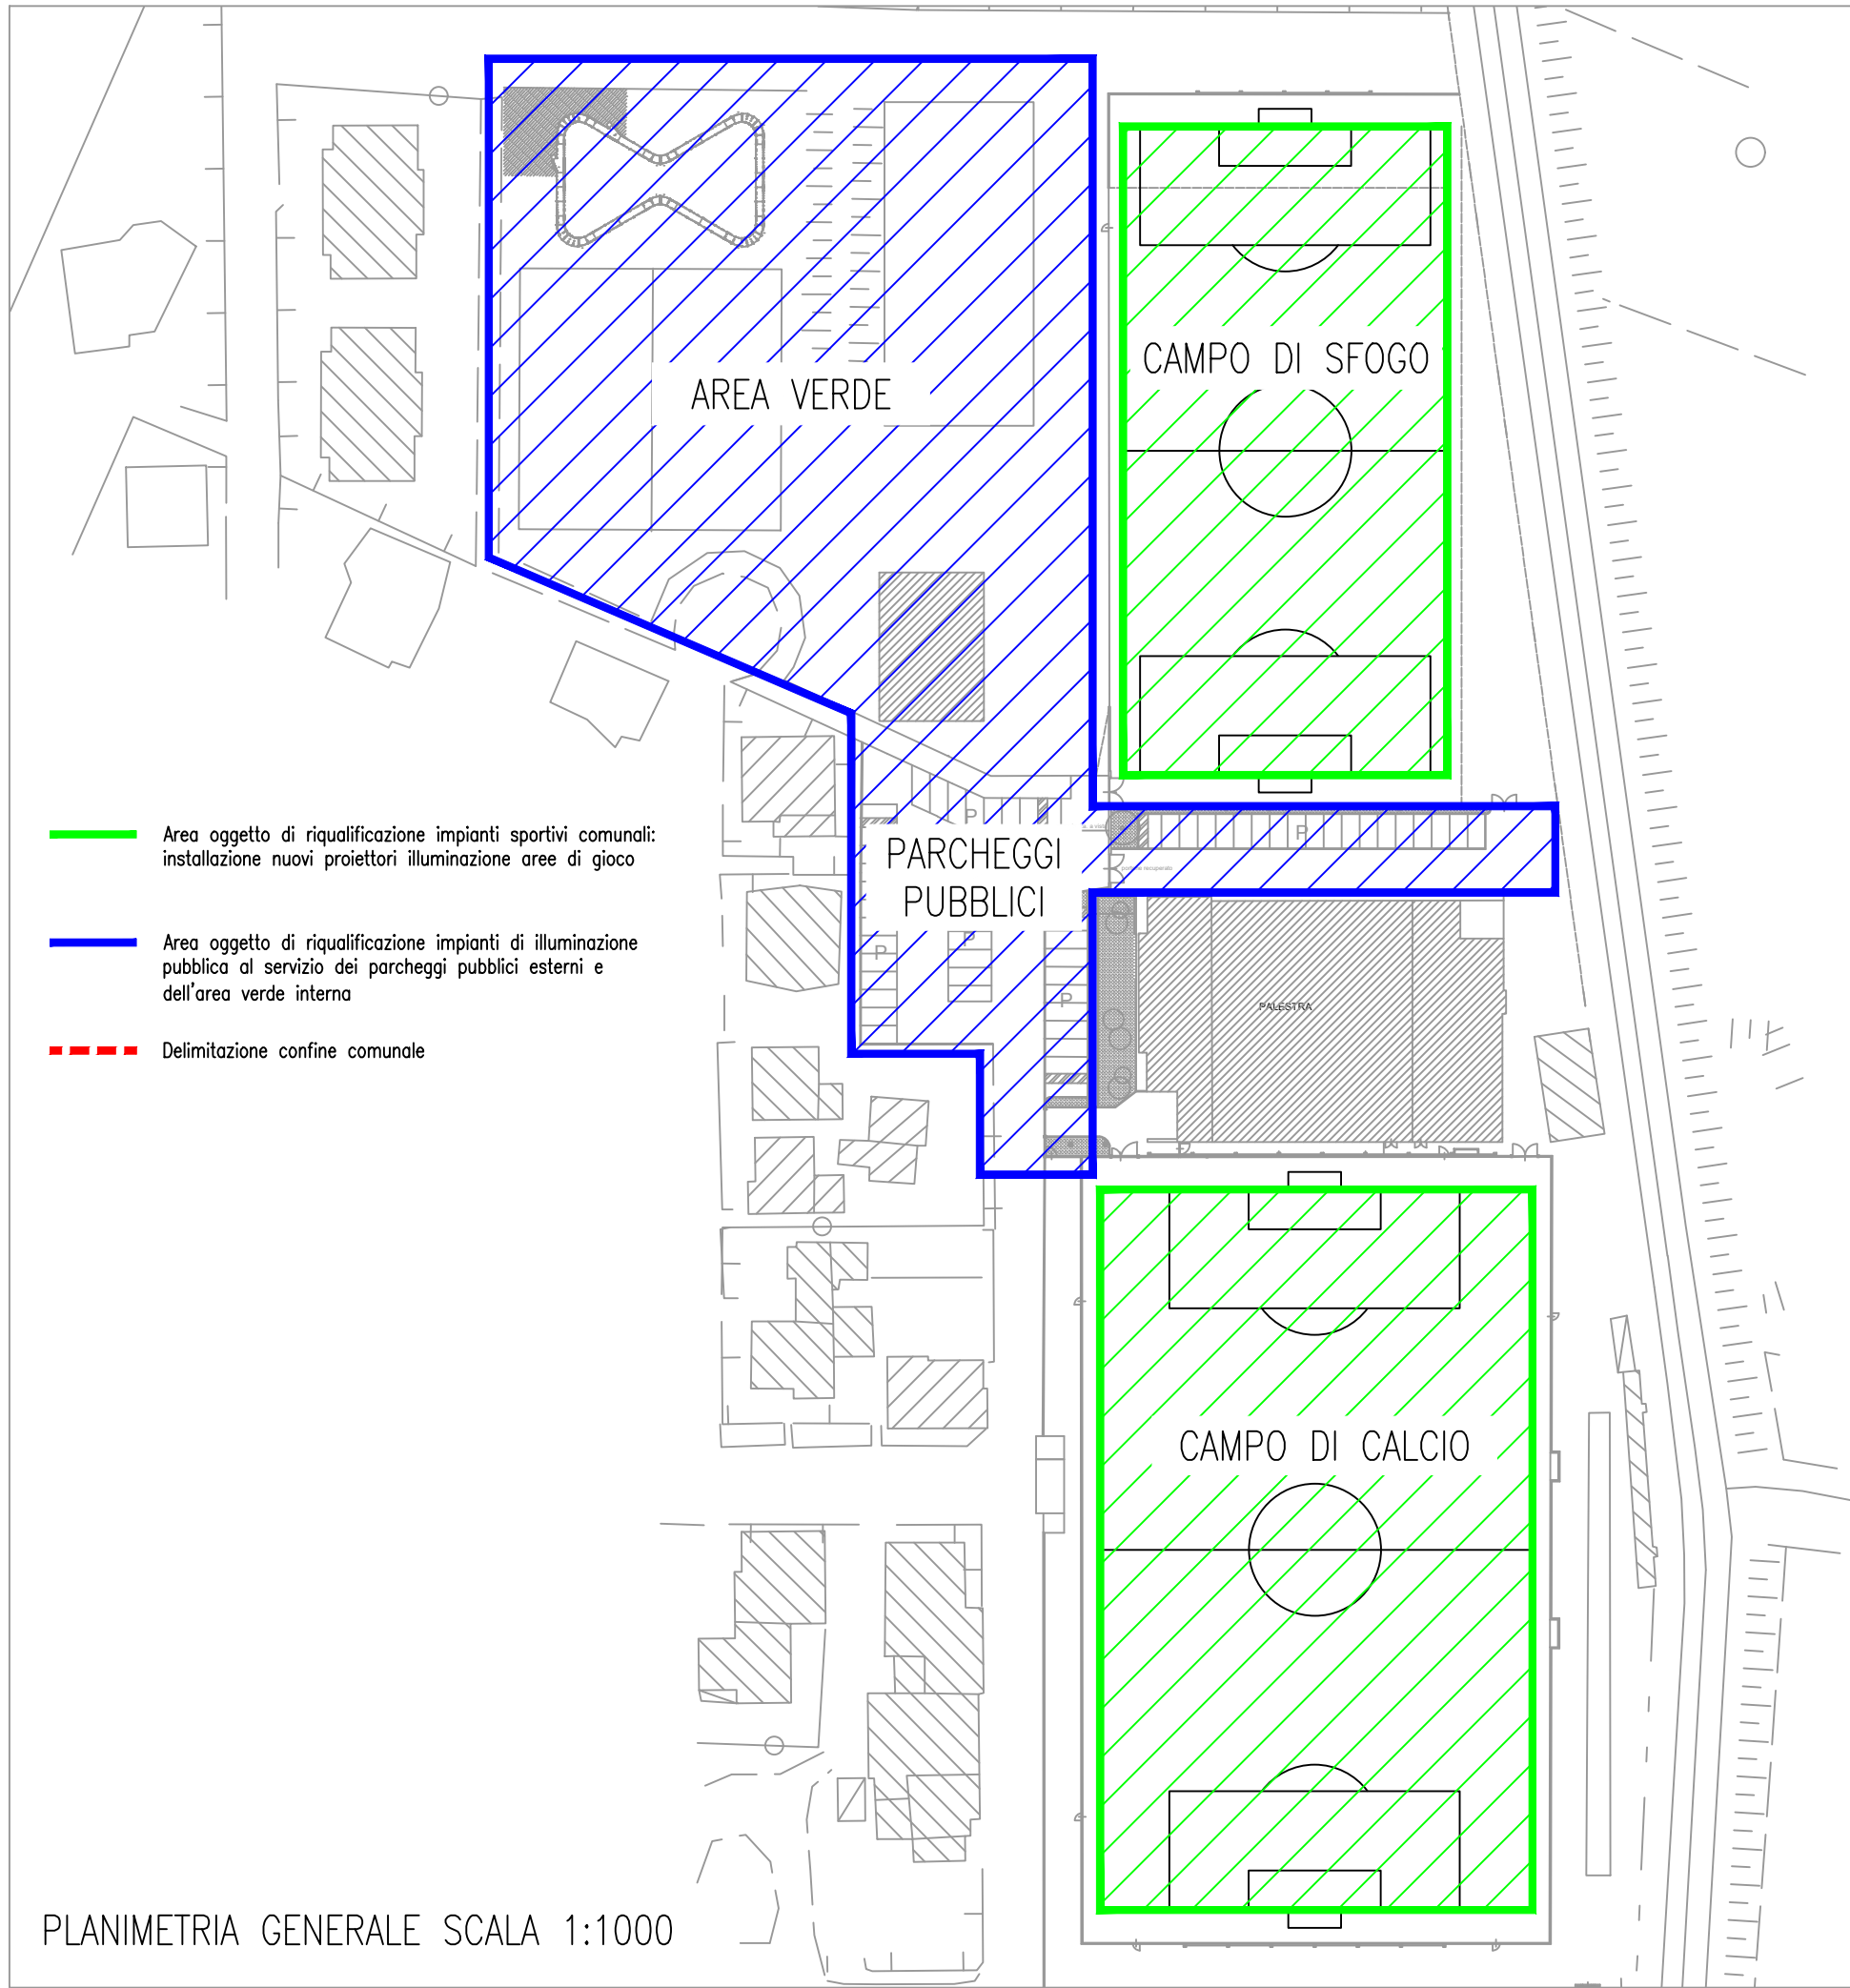 AREA VERDE
CAMPO DI SFOGO
P
P
PARCHEGGI
PUBBLICI
P
P
P
PALESTRA
Area oggetto di riqualificazione impianti sportivi comunali:
installazione nuovi proiettori illuminazione aree di gioco
Area oggetto di riqualificazione impianti di illuminazione
pubblica al servizio dei parcheggi pubblici esterni e
dell'area verde interna
Delimitazione confine comunale
CAMPO DI CALCIO
PLANIMETRIA GENERALE SCALA 1:1000